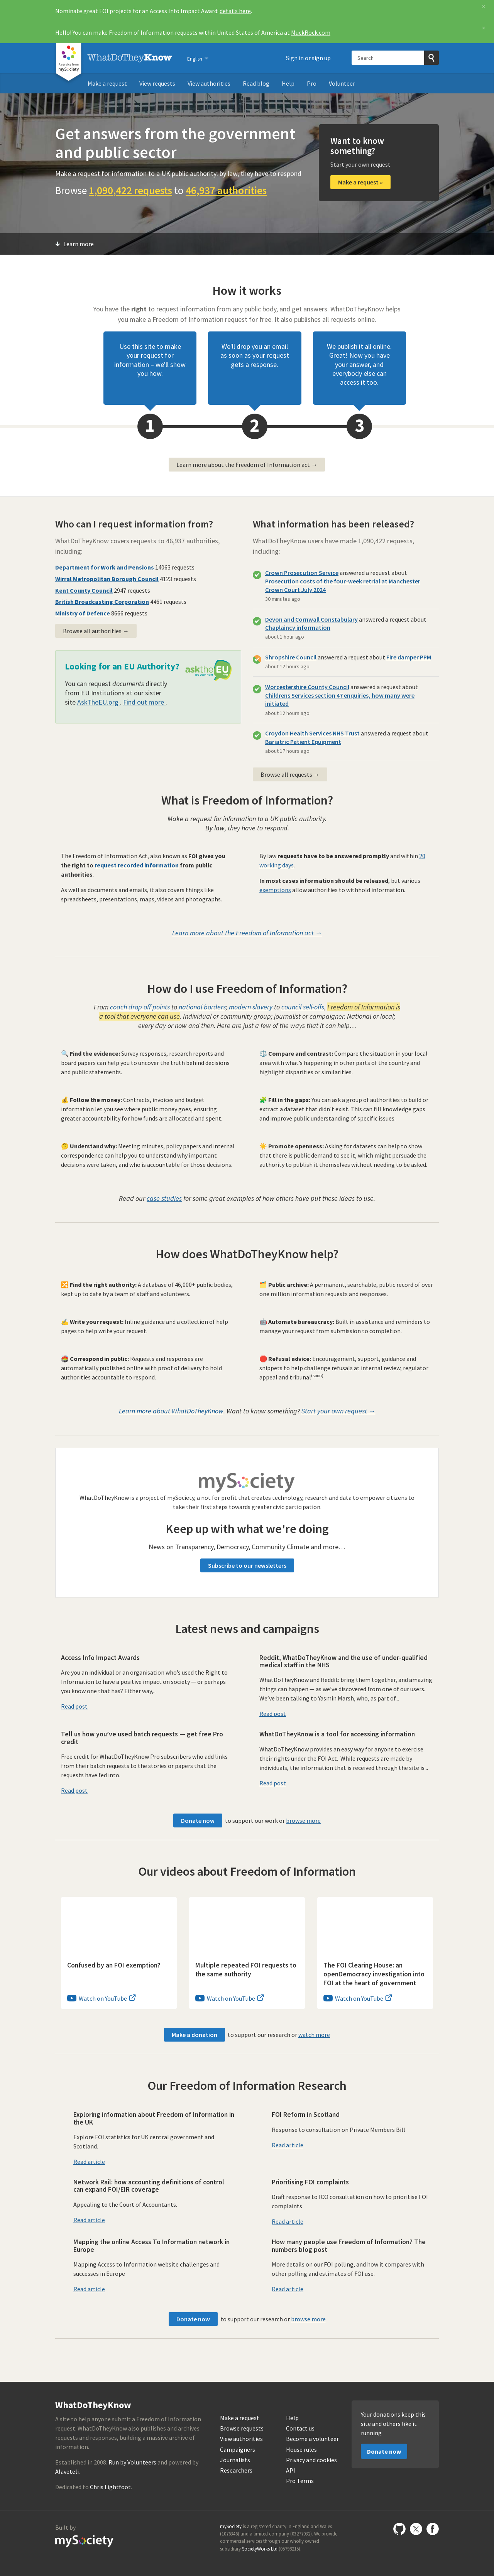 Nominate great FOI projects for an Access Info Impact Award: details here.
Hello! You can make Freedom of Information requests within United States of America at MuckRock.com
A service from mySociety
WhatDoTheyKnow
English
Sign in or sign up
Search
Make a request
View requests
View authorities
Read blog
Help
Pro
Volunteer
Get answers from the government
and public sector
Make a request for information to a UK public authority: by law, they have to respond
Browse 1,090,422 requests to 46,937 authorities
Want to know
something?
Start your own request
Make a request »
Learn more
How it works
You have the right to request information from any public body, and get answers. WhatDoTheyKnow helps
you make a Freedom of Information request for free. It also publishes all requests online.
Use this site to make
your request for
information – we'll show
you how.
We'll drop you an email
as soon as your request
gets a response.
We publish it all online.
Great! Now you have
your answer, and
everybody else can
access it too.
1
2
3
Learn more about the Freedom of Information act →
Who can I request information from?
WhatDoTheyKnow covers requests to 46,937 authorities,
including:
Department for Work and Pensions 14063 requests
Wirral Metropolitan Borough Council 4123 requests
Kent County Council 2947 requests
British Broadcasting Corporation 4461 requests
Ministry of Defence 8666 requests
Browse all authorities →
Looking for an EU Authority?
You can request documents directly
from EU Institutions at our sister
site AskTheEU.org. Find out more.
asktheEU
What information has been released?
WhatDoTheyKnow users have made 1,090,422 requests,
including:
Crown Prosecution Service answered a request about
Prosecution costs of the four-week retrial at Manchester
Crown Court July 2024
30 minutes ago
Devon and Cornwall Constabulary answered a request about
Chaplaincy information
about 1 hour ago
Shropshire Council answered a request about Fire damper PPM
about 12 hours ago
Worcestershire County Council answered a request about
Childrens Services section 47 enquiries, how many were
initiated
about 12 hours ago
Croydon Health Services NHS Trust answered a request about
Bariatric Patient Equipment
about 17 hours ago
Browse all requests →
What is Freedom of Information?
Make a request for information to a UK public authority.
By law, they have to respond.
The Freedom of Information Act, also known as FOI gives you
the right to request recorded information from public
authorities.
As well as documents and emails, it also covers things like
spreadsheets, presentations, maps, videos and photographs.
By law requests have to be answered promptly and within 20
working days.
In most cases information should be released, but various
exemptions allow authorities to withhold information.
Learn more about the Freedom of Information act →
How do I use Freedom of Information?
From coach drop off points to national borders; modern slavery to council sell-offs, Freedom of Information is
a tool that everyone can use. Individual or community group; journalist or campaigner. National or local;
every day or now and then. Here are just a few of the ways that it can help…
🔍 Find the evidence: Survey responses, research reports and
board papers can help you to uncover the truth behind decisions
and public statements.
⚖️ Compare and contrast: Compare the situation in your local
area with what's happening in other parts of the country and
highlight disparities or similarities.
💰 Follow the money: Contracts, invoices and budget
information let you see where public money goes, ensuring
greater accountability for how funds are allocated and spent.
🧩 Fill in the gaps: You can ask a group of authorities to build or
extract a dataset that didn't exist. This can fill knowledge gaps
and improve public understanding of specific issues.
🤔 Understand why: Meeting minutes, policy papers and internal
correspondence can help you to understand why important
decisions were taken, and who is accountable for those decisions.
☀️ Promote openness: Asking for datasets can help to show
that there is public demand to see it, which might persuade the
authority to publish it themselves without needing to be asked.
Read our case studies for some great examples of how others have put these ideas to use.
How does WhatDoTheyKnow help?
🔀 Find the right authority: A database of 46,000+ public bodies,
kept up to date by a team of staff and volunteers.
🗂️ Public archive: A permanent, searchable, public record of over
one million information requests and responses.
✍️ Write your request: Inline guidance and a collection of help
pages to help write your request.
🤖 Automate bureaucracy: Built in assistance and reminders to
manage your request from submission to completion.
📮 Correspond in public: Requests and responses are
automatically published online with proof of delivery to hold
authorities accountable to respond.
🛑 Refusal advice: Encouragement, support, guidance and
snippets to help challenge refusals at internal review, regulator
appeal and tribunal(soon!).
Learn more about WhatDoTheyKnow. Want to know something? Start your own request →
mySociety
WhatDoTheyKnow is a project of mySociety, a not for profit that creates technology, research and data to empower citizens to
take their first steps towards greater civic participation.
Keep up with what we're doing
News on Transparency, Democracy, Community Climate and more…
Subscribe to our newsletters
Latest news and campaigns
Access Info Impact Awards
Are you an individual or an organisation who's used the Right to
Information to have a positive impact on society — or perhaps
you know one that has? Either way,...
Read post
Reddit, WhatDoTheyKnow and the use of under-qualified
medical staff in the NHS
WhatDoTheyKnow and Reddit: bring them together, and amazing
things can happen — as we've discovered from one of our users.
We've been talking to Yasmin Marsh, who, as part of...
Read post
Tell us how you've used batch requests — get free Pro
credit
Free credit for WhatDoTheyKnow Pro subscribers who add links
from their batch requests to the stories or papers that the
requests have fed into.
Read post
WhatDoTheyKnow is a tool for accessing information
WhatDoTheyKnow provides an easy way for anyone to exercise
their rights under the FOI Act. While requests are made by
individuals, the information that is received through the site is...
Read post
Donate now to support our work or browse more
Our videos about Freedom of Information
Confused by an FOI exemption?
Watch on YouTube
Multiple repeated FOI requests to
the same authority
Watch on YouTube
The FOI Clearing House: an
openDemocracy investigation into
FOI at the heart of government
Watch on YouTube
Make a donation to support our research or watch more
Our Freedom of Information Research
Exploring information about Freedom of Information in
the UK
Explore FOI statistics for UK central government and
Scotland.
Read article
FOI Reform in Scotland
Response to consultation on Private Members Bill
Read article
Network Rail: how accounting definitions of control
can expand FOI/EIR coverage
Appealing to the Court of Accountants.
Read article
Prioritising FOI complaints
Draft response to ICO consultation on how to prioritise FOI
complaints
Read article
Mapping the online Access To Information network in
Europe
Mapping Access to Information website challenges and
successes in Europe
Read article
How many people use Freedom of Information? The
numbers blog post
More details on our FOI polling, and how it compares with
other polling and estimates of FOI use.
Read article
Donate now to support our research or browse more
WhatDoTheyKnow
A site to help anyone submit a Freedom of Information
request. WhatDoTheyKnow also publishes and archives
requests and responses, building a massive archive of
information.
Established in 2008. Run by Volunteers and powered by
Alaveteli.
Dedicated to Chris Lightfoot.
Make a request
Browse requests
View authorities
Campaigners
Journalists
Researchers
Help
Contact us
Become a volunteer
House rules
Privacy and cookies
API
Pro Terms
Your donations keep this
site and others like it
running
Donate now
Built by
mySociety
mySociety is a registered charity in England and Wales
(1076346) and a limited company (03277032). We provide
commercial services through our wholly owned
subsidiary SocietyWorks Ltd (05798215).